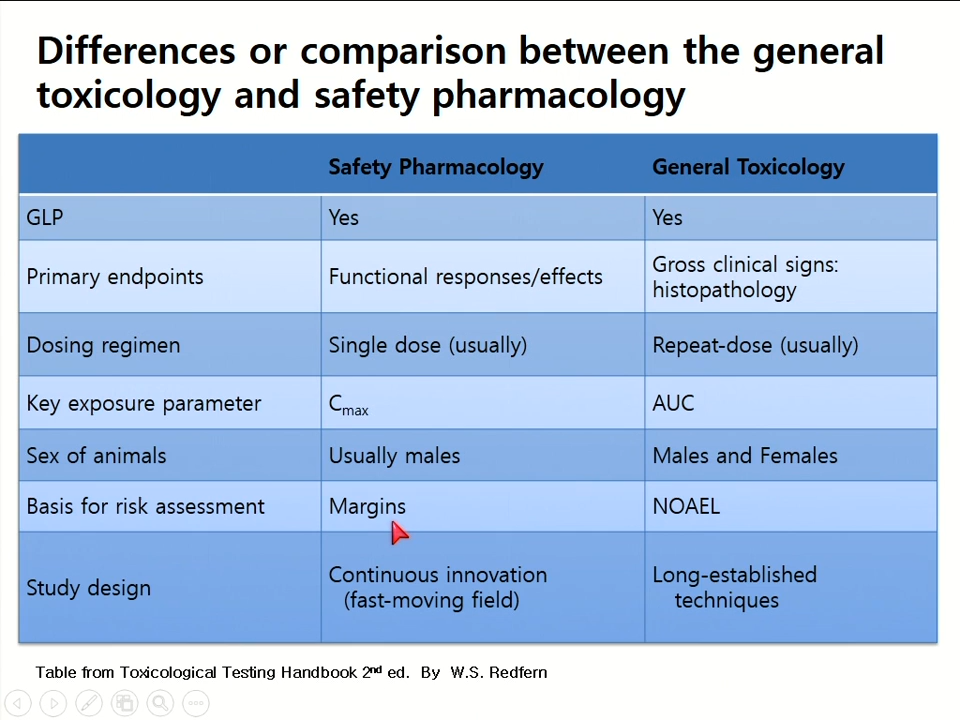 Differences or comparison between the general
toxicology and safety pharmacology
Safety Pharmacology General Toxicology
GLP Yes Yes
Primary endpoints Functional responses/effects Gross clinical signs:
histopathology
Dosing regimen Single dose (usually) Repeat-dose (usually)
Key exposure parameter Cmax AUC
Sex of animals Usually males Males and Females
Basis for risk assessment Margins NOAEL
Study design Continuous innovation
(fast-moving field) Long-established
techniques
Table from Toxicological Testing Handbook 2nd ed. By W.S. Redfern